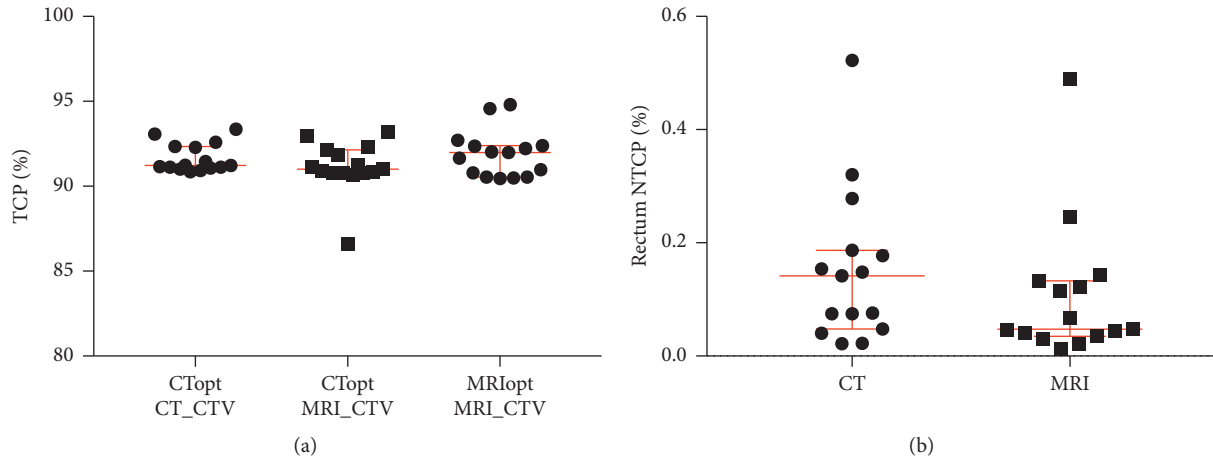 TCP (%)
100
95
90
85
80
CTopt
CT_CTV
CTopt
MRI_CTV
MRIopt
MRI_CTV
(a)
Rectum NTCP (%)
0.6
0.4
0.2
0.0
CT
MRI
(b)